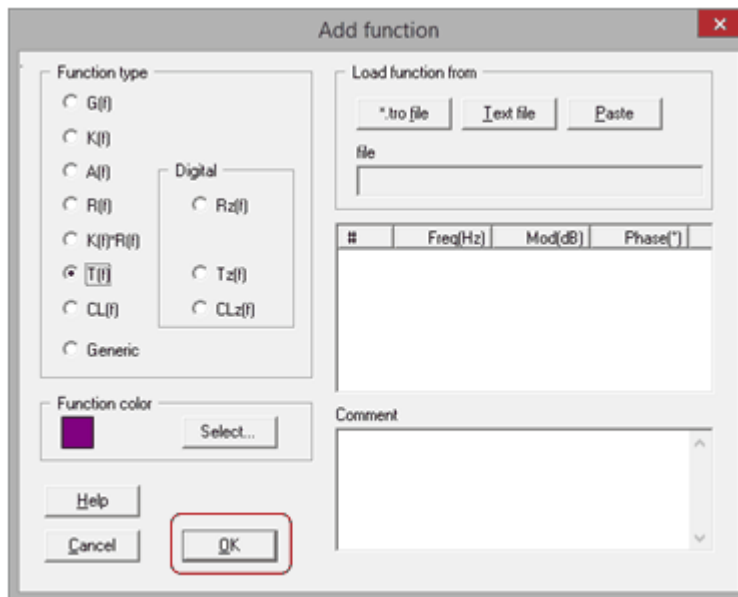 Add function
Function type
G(f)
K(f)
A(f)
R(f)
K(f)*R(f)
T(f)
CL(f)
Generic
Digital
Rz(f)
Tz(f)
CLz(f)
Function color
Select...
Help
Cancel
OK
Load function from
*.tro file
Text file
Paste
file
# Freq(Hz) Mod(dB) Phase(°)
Comment